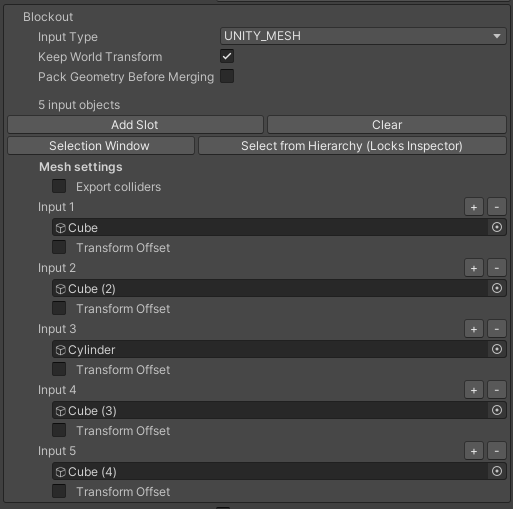 Blockout
Input Type UNITY_MESH
Keep World Transform
Pack Geometry Before Merging
5 input objects
Add Slot Clear
Selection Window Select from Hierarchy (Locks Inspector)
Mesh settings
Export colliders
Input 1 + -
Cube
Transform Offset
Input 2 + -
Cube (2)
Transform Offset
Input 3 + -
Cylinder
Transform Offset
Input 4 + -
Cube (3)
Transform Offset
Input 5 + -
Cube (4)
Transform Offset